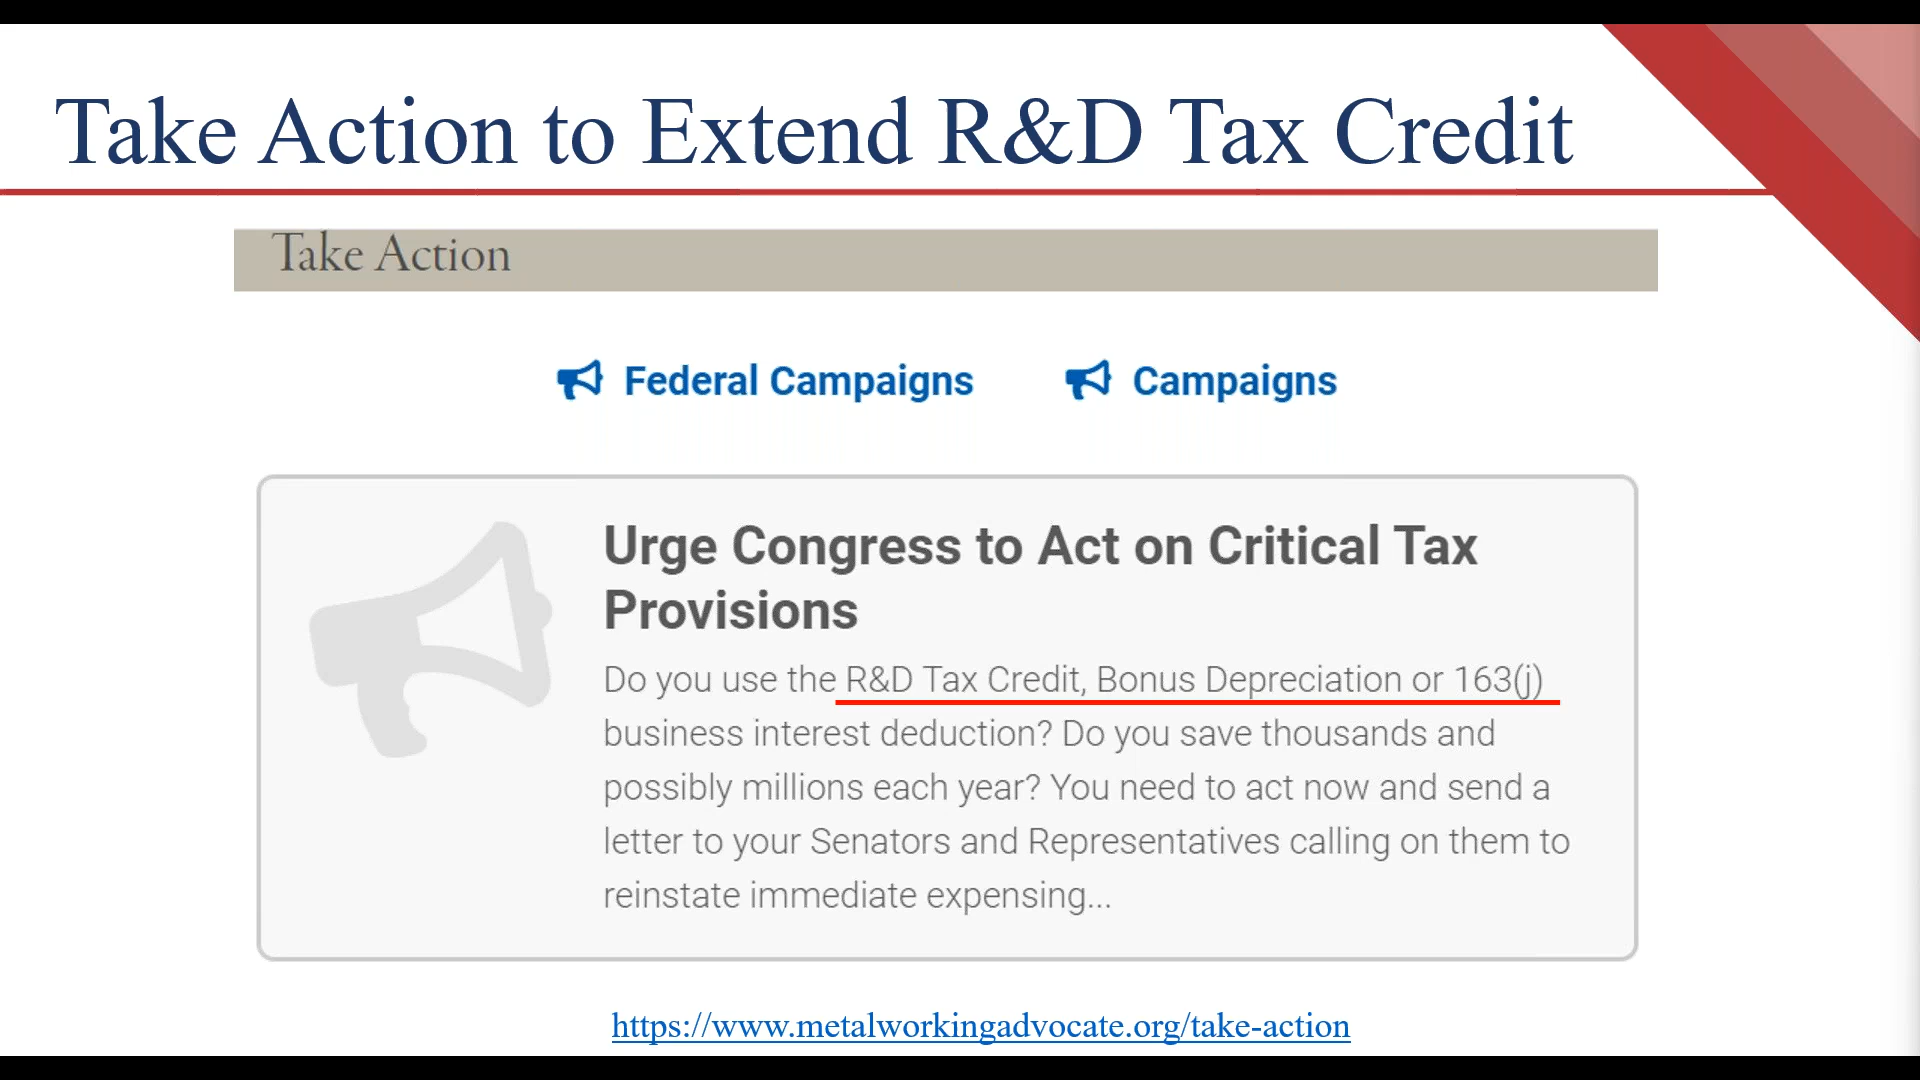 Take Action to Extend R&D Tax Credit
Take Action
Federal Campaigns
Campaigns
Urge Congress to Act on Critical Tax
Provisions
Do you use the R&D Tax Credit, Bonus Depreciation or 163(j)
business interest deduction? Do you save thousands and
possibly millions each year? You need to act now and send a
letter to your Senators and Representatives calling on them to
reinstate immediate expensing...
https://www.metalworkingadvocate.org/take-action